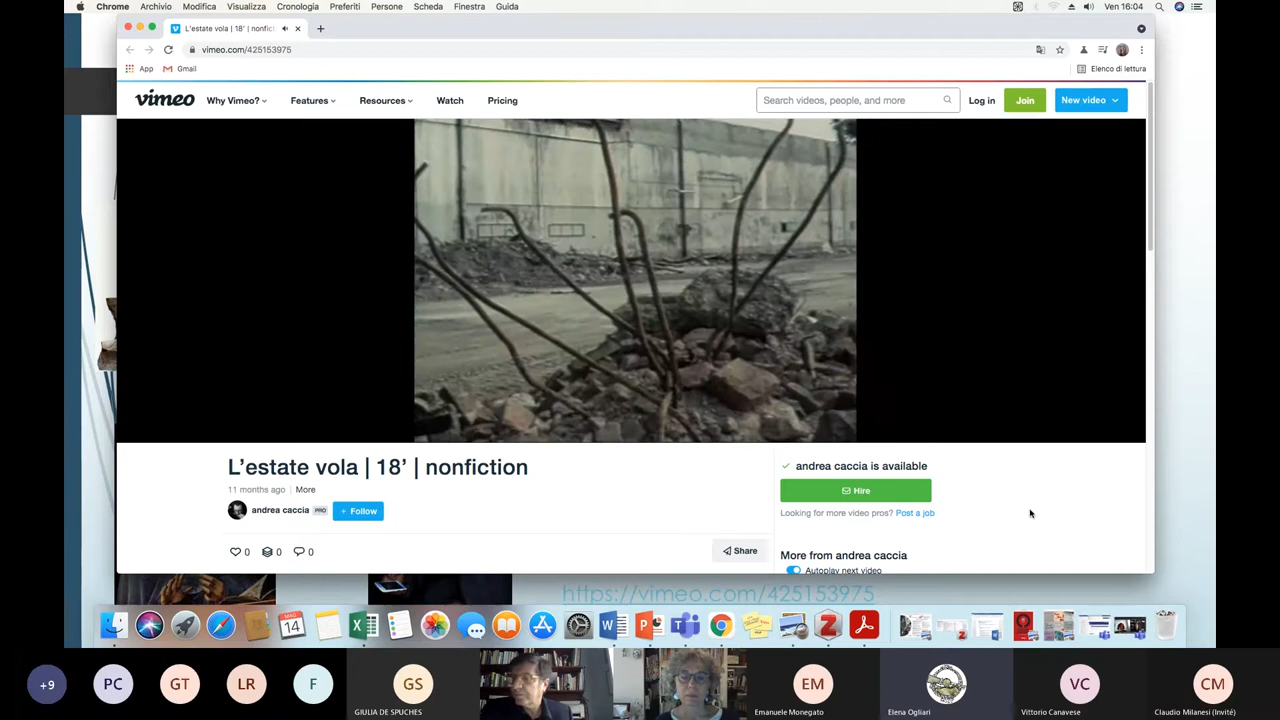 Chrome Archivio Modifica Visualizza Cronologia Preferiti Persone Scheda Finestra Guida Ven 16:04
L'estate vola | 18' | nonfic
vimeo.com/425153975
App Gmail Elenco di lettura
vimeo Why Vimeo? Features Resources Watch Pricing Search videos, people, and more Log in Join New video
L'estate vola | 18' | nonfiction
11 months ago | More
andrea caccia PRO + Follow
0 0 0
Share
andrea caccia is available
Hire
Looking for more video pros? Post a job
More from andrea caccia
Autoplay next video
https://vimeo.com/425153975
MAG
14
+9 PC GT LR F GS EM VC CM
GIULIA DE SPUCHES Emanuele Monegato Elena Ogliari Vittorio Canavese Claudio Milanesi (Invité)